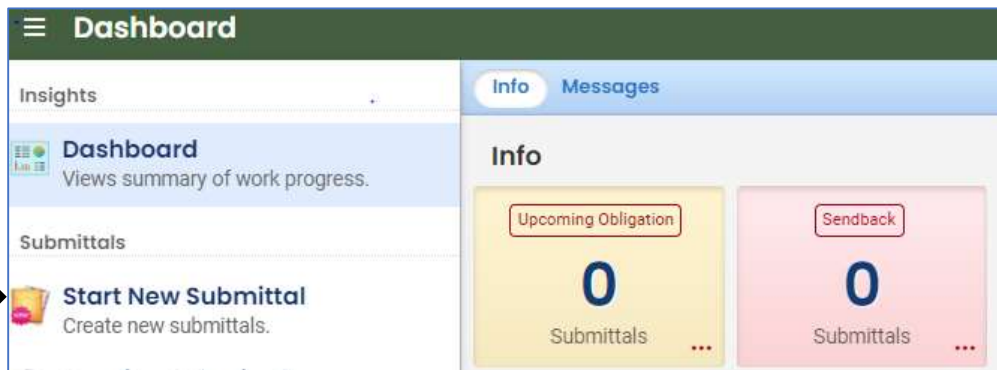 Dashboard
Insights
Dashboard
Views summary of work progress.
Submittals
Start New Submittal
Create new submittals.
Info Messages
Info
Upcoming Obligation
0
Submittals
...
Sendback
0
Submittals
...